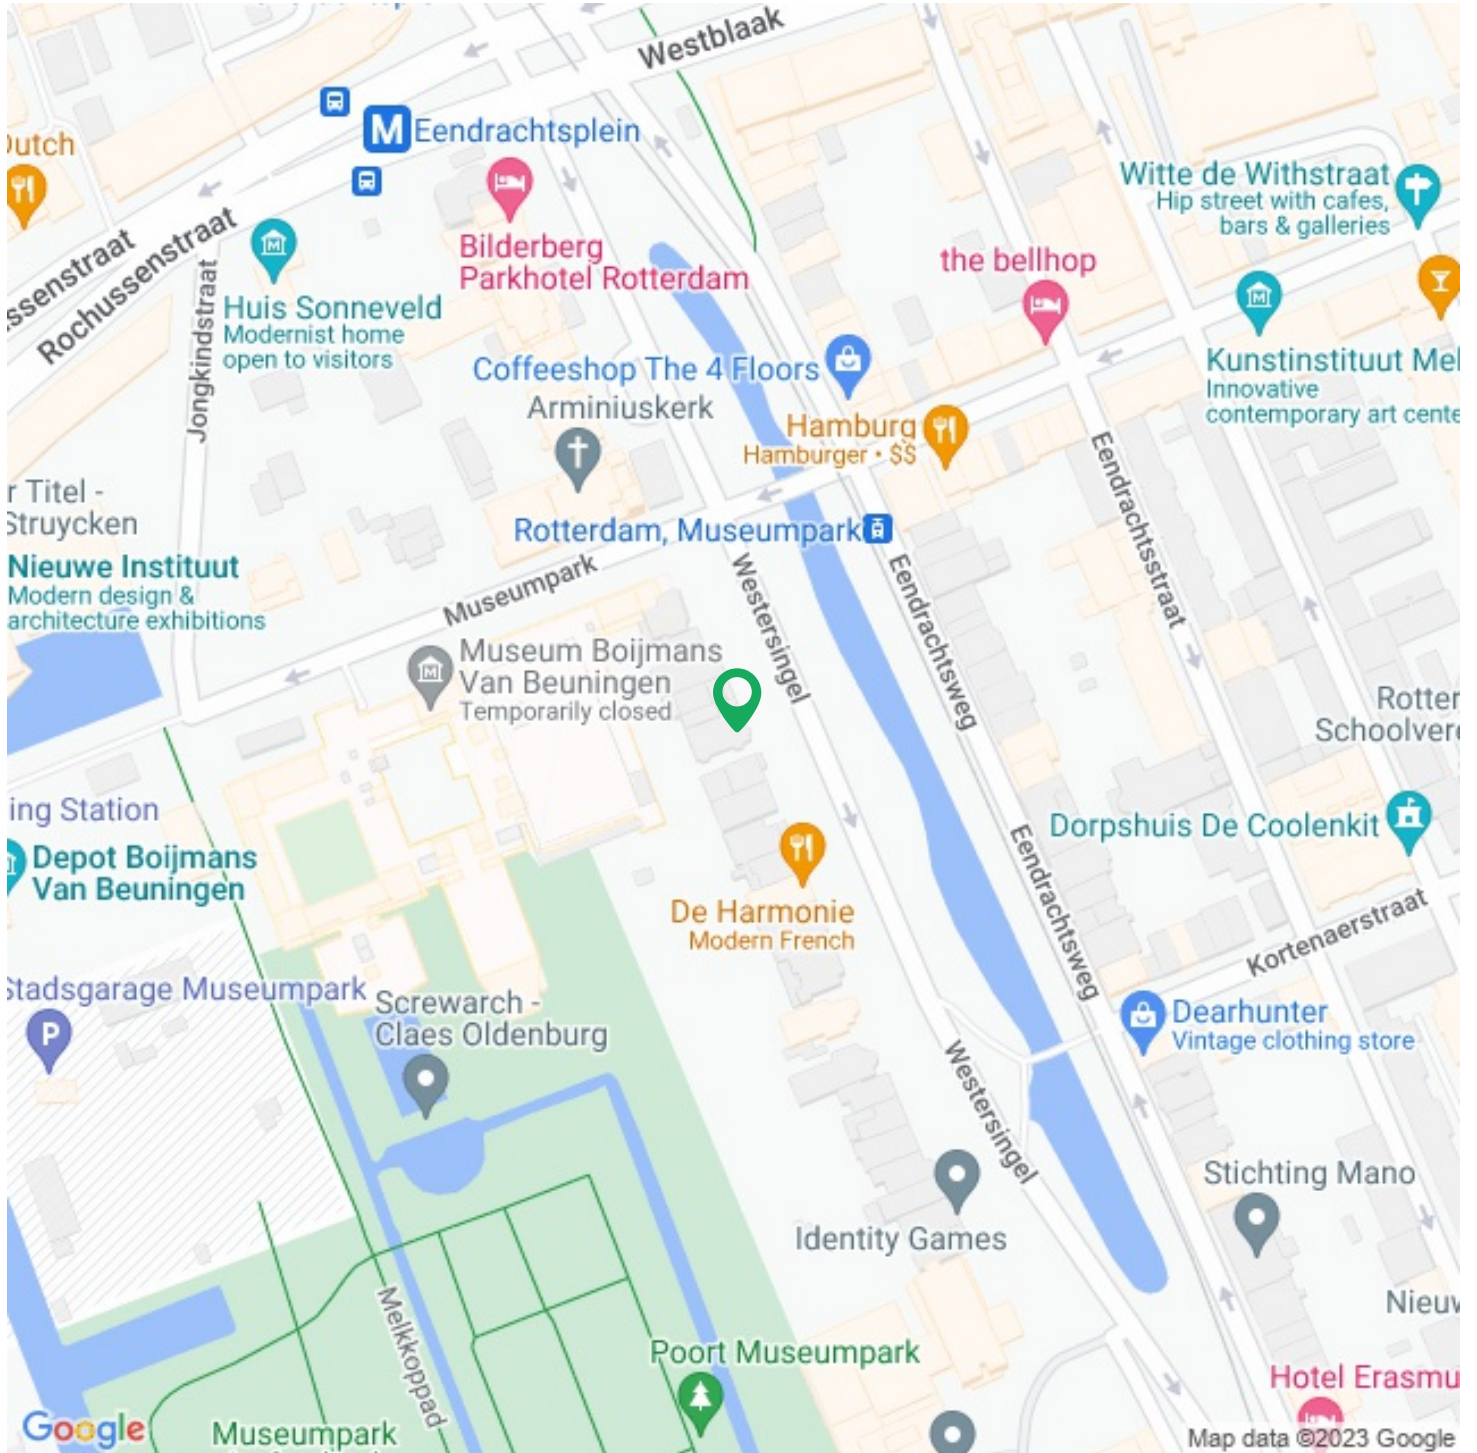 Westblaak
Eendrachtsplein
Dutch
Witte de Withstraat
Hip street with cafes,
bars & galleries
Rochussenstraat
Bilderberg
Parkhotel Rotterdam
the bellhop
Huis Sonneveld
Modernist home
open to visitors
Jongkindstraat
Coffeeshop The 4 Floors
Kunstinstituut Mel
Innovative
contemporary art cente
Arminiuskerk
Hamburg
Hamburger • $$
Eendrachtsstraat
r Titel -
Struycken
Rotterdam, Museumpark
Nieuwe Instituut
Modern design &
architecture exhibitions
Museumpark
Westersingel
Eendrachtsweg
Museum Boijmans
Van Beuningen
Temporarily closed
Rotter
Schoolvere
ing Station
Dorpshuis De Coolenkit
Depot Boijmans
Van Beuningen
De Harmonie
Modern French
Eendrachtsweg
Kortenaerstraat
Stadsgarage Museumpark
P
Screwarch -
Claes Oldenburg
Dearhunter
Vintage clothing store
Westersingel
Stichting Mano
Identity Games
Nieuw
Melkkoppad
Poort Museumpark
Hotel Erasmu
Museumpark
Google
Map data ©2023 Google